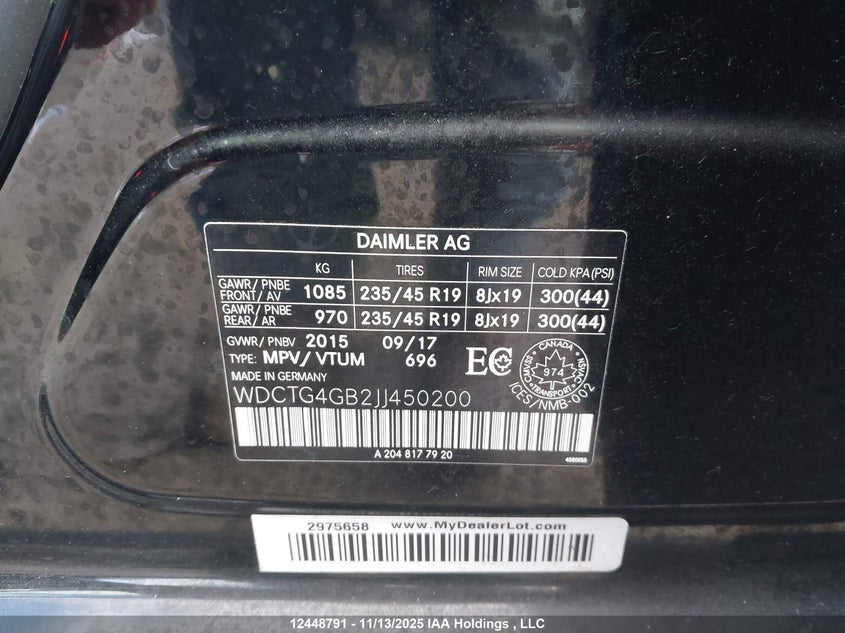 DAIMLER AG
KG TIRES RIM SIZE COLD KPA (PSI)
GAWR/ PNBE FRONT/ AV 1085 235/45 R19 8Jx19 300(44)
GAWR/ PNBE REAR/ AR 970 235/45 R19 8Jx19 300(44)
GVWR/ PNBV 2015 09/17
TYPE: MPV/ VTUM 696
EC
CANADA
SSVM/CMVSS
974
NSVAC
TRANSPORT
ICES/NMB-002
MADE IN GERMANY
WDCTG4GB2JJ450200
A 204 817 79 20
2975658 www.MyDealerLot.com
12448791 - 11/13/2025 IAA Holdings , LLC